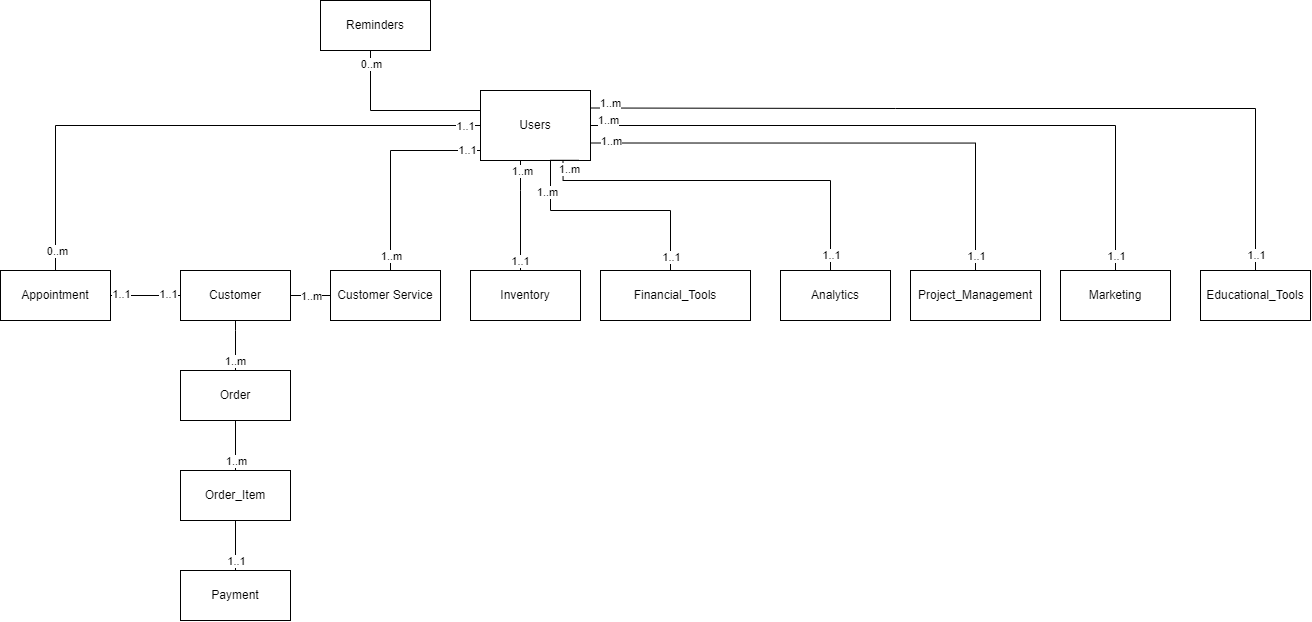 Reminders
0..m
Users
1..m
1..m
1..1
1..m
1..1
1..m
1..m
1..m
1..m
0..m
1..m
1..1
1..1
1..1
1..1
1..1
1..1
Appointment
1..1
1..1
Customer
1..m
Customer Service
Inventory
Financial_Tools
Analytics
Project_Management
Marketing
Educational_Tools
1..m
Order
1..m
Order_Item
1..1
Payment